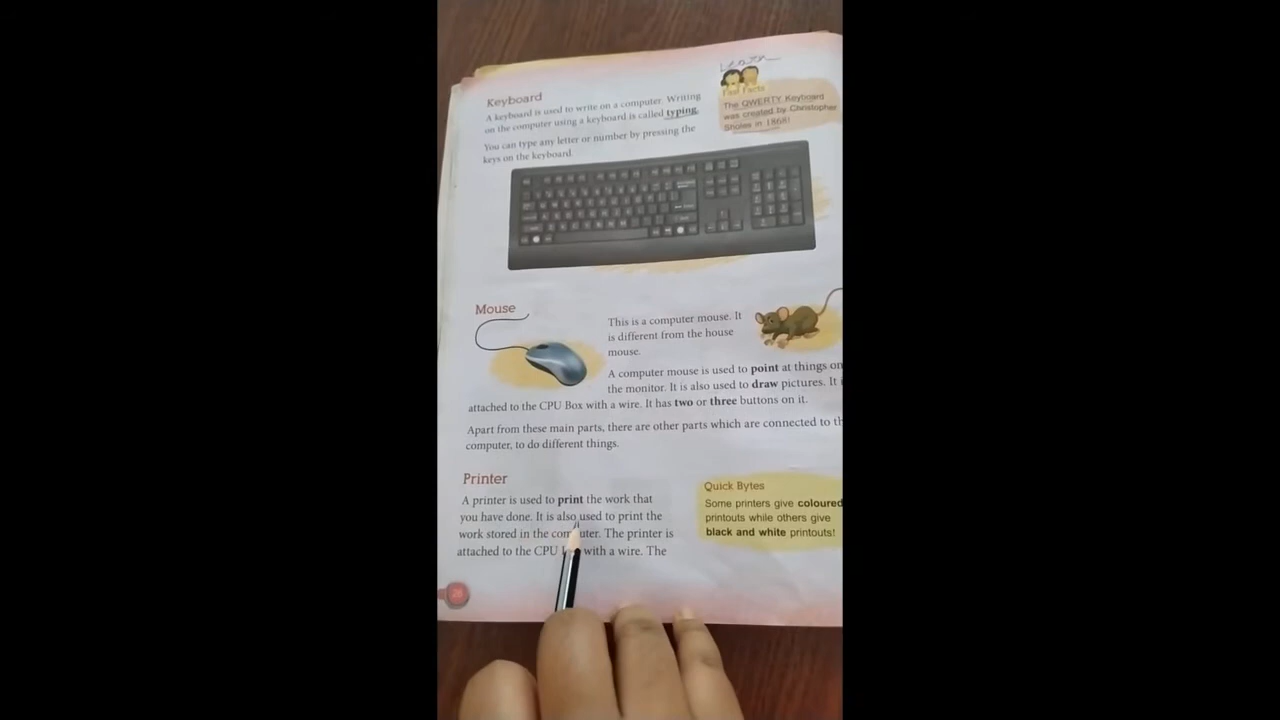 Keyboard
A keyboard is used to write on a computer. Writing
on the computer using a keyboard is called typing.
You can type any letter or number by pressing the
keys on the keyboard.
Learn
Fast Facts
The QWERTY Keyboard
was created by Christopher
Sholes in 1868!
Mouse
This is a computer mouse. It
is different from the house
mouse.
A computer mouse is used to point at things on
the monitor. It is also used to draw pictures. It
attached to the CPU Box with a wire. It has two or three buttons on it.
Apart from these main parts, there are other parts which are connected to
computer, to do different things.
Printer
A printer is used to print the work that
you have done. It is also used to print the
work stored in the computer. The printer is
attached to the CPU with a wire. The
Quick Bytes
Some printers give coloured
printouts while others give
black and white printouts!